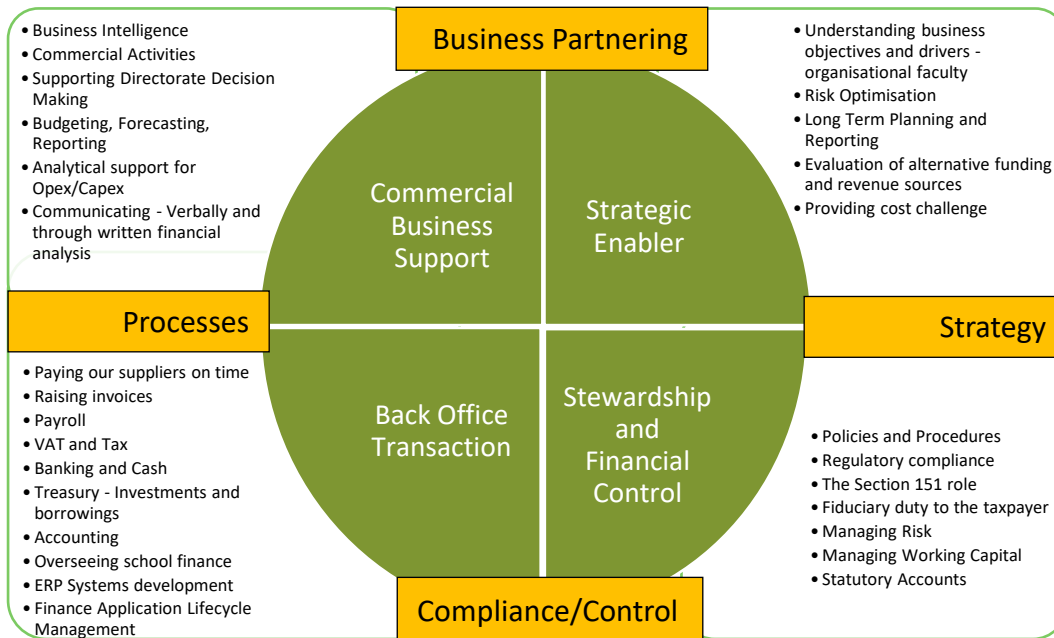 Business Partnering
• Business Intelligence
• Commercial Activities
• Supporting Directorate Decision
Making
• Budgeting, Forecasting,
Reporting
• Analytical support for
Opex/Capex
• Communicating - Verbally and
through written financial
analysis
• Understanding business
objectives and drivers -
organisational faculty
• Risk Optimisation
• Long Term Planning and
Reporting
• Evaluation of alternative funding
and revenue sources
• Providing cost challenge
Commercial
Business
Support
Strategic
Enabler
Processes
Strategy
• Paying our suppliers on time
• Raising invoices
• Payroll
• VAT and Tax
• Banking and Cash
• Treasury - Investments and
borrowings
• Accounting
• Overseeing school finance
• ERP Systems development
• Finance Application Lifecycle
Management
Back Office
Transaction
Stewardship
and
Financial
Control
• Policies and Procedures
• Regulatory compliance
• The Section 151 role
• Fiduciary duty to the taxpayer
• Managing Risk
• Managing Working Capital
• Statutory Accounts
Compliance/Control